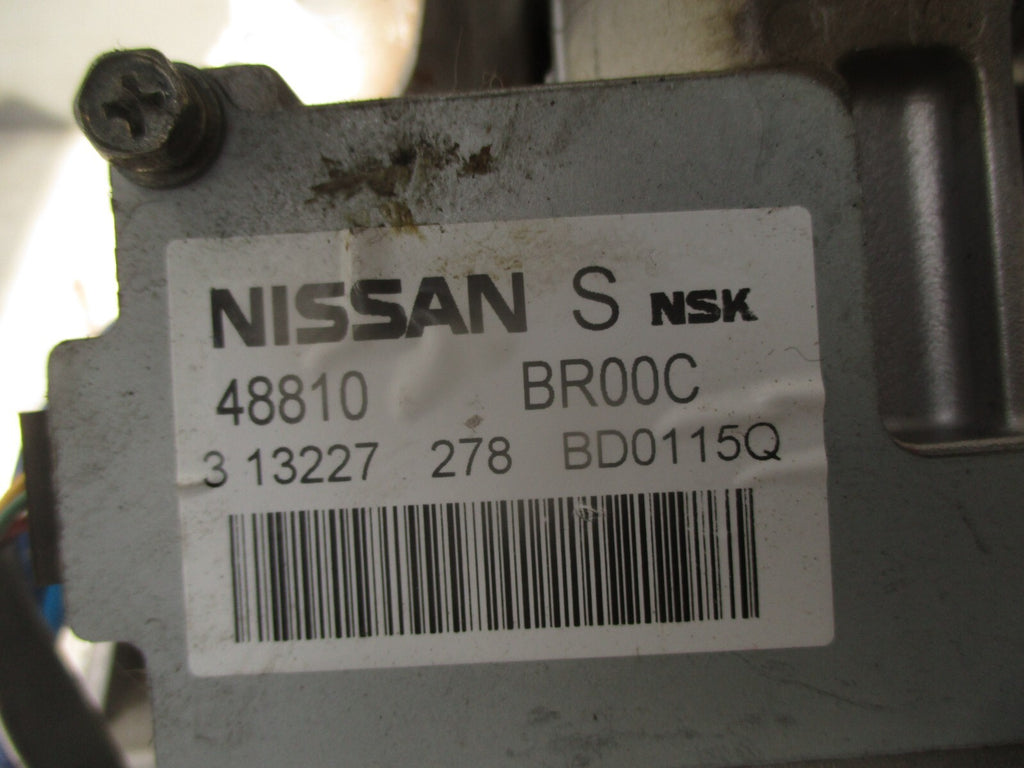 NISSAN S NSK
48810 BR00C
3 13227 278 BD0115Q